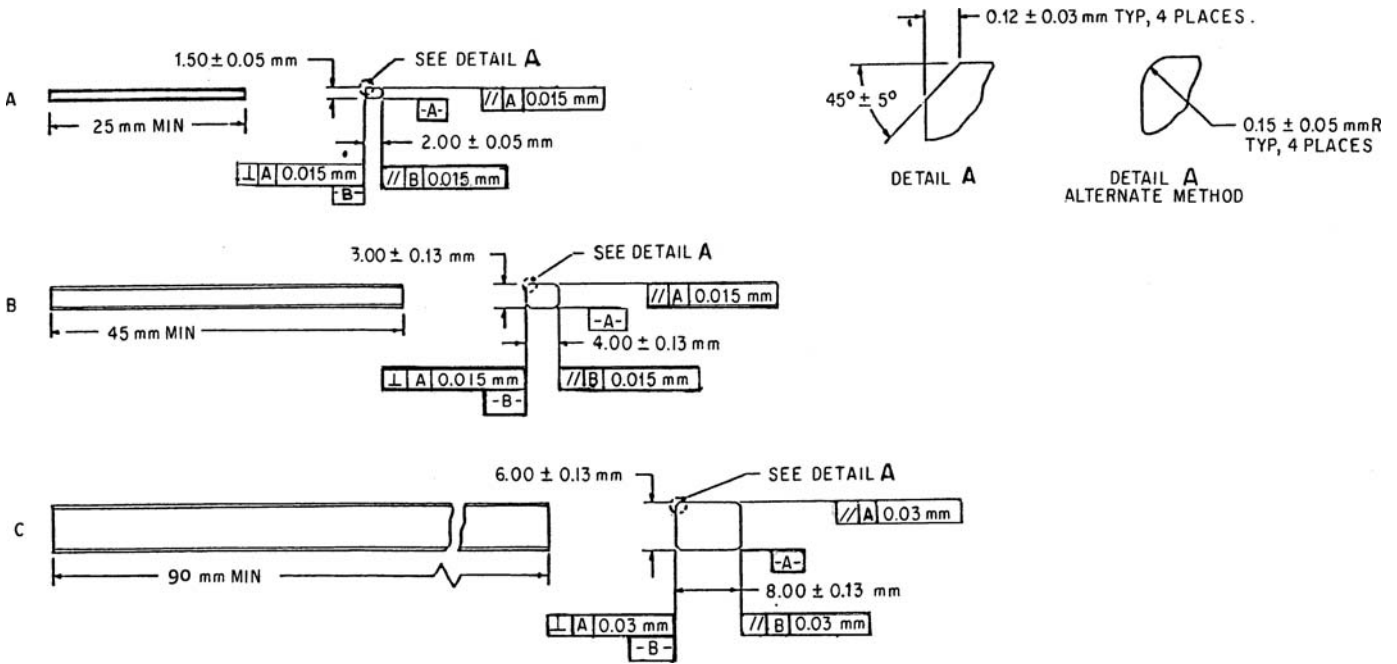 0.12 ± 0.03 mm TYP, 4 PLACES .
1.50 ± 0.05 mm
SEE DETAIL A
A
// A 0.015 mm
-A-
25 mm MIN
2.00 ± 0.05 mm
⊥ A 0.015 mm
// B 0.015 mm
-B-
45° ± 5°
0.15 ± 0.05 mm R
TYP, 4 PLACES
DETAIL A
DETAIL A
ALTERNATE METHOD
3.00 ± 0.13 mm
SEE DETAIL A
B
// A 0.015 mm
-A-
45 mm MIN
4.00 ± 0.13 mm
⊥ A 0.015 mm
// B 0.015 mm
-B-
6.00 ± 0.13 mm
SEE DETAIL A
C
// A 0.03 mm
-A-
90 mm MIN
8.00 ± 0.13 mm
⊥ A 0.03 mm
// B 0.03 mm
-B-